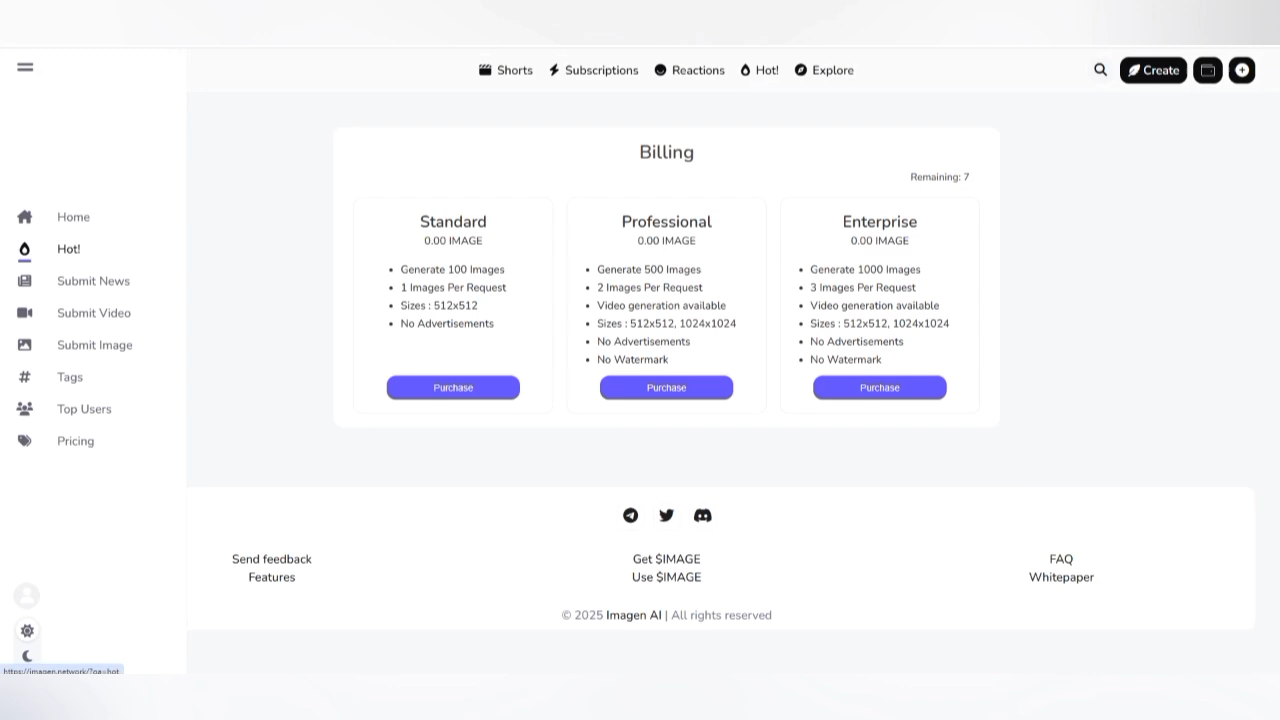 Shorts Subscriptions Reactions Hot! Explore Create
Home
Hot!
Submit News
Submit Video
Submit Image
Tags
Top Users
Pricing
Billing
Remaining: 7
Standard
0.00 IMAGE
Generate 100 Images
1 Images Per Request
Sizes : 512x512
No Advertisements
Purchase
Professional
0.00 IMAGE
Generate 500 Images
2 Images Per Request
Video generation available
Sizes : 512x512, 1024x1024
No Advertisements
No Watermark
Purchase
Enterprise
0.00 IMAGE
Generate 1000 Images
3 Images Per Request
Video generation available
Sizes : 512x512, 1024x1024
No Advertisements
No Watermark
Purchase
Send feedback
Features
Get $IMAGE
Use $IMAGE
FAQ
Whitepaper
© 2025 Imagen AI | All rights reserved
https://imagen.network/?qa=hot